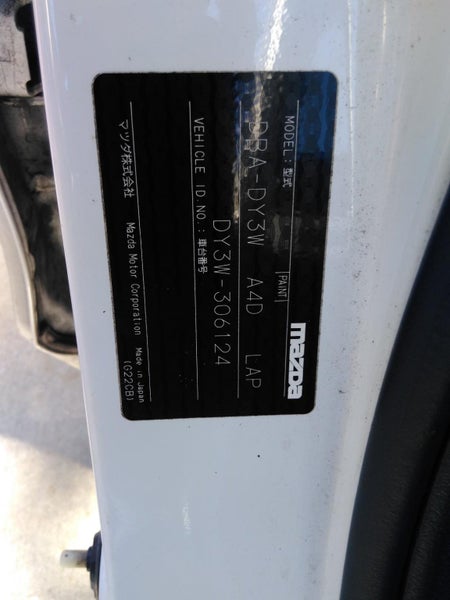 mazda
MODEL: 型式 PAINT
DBA-DY3W A4D LAP
VEHICLE ID.NO.: 車台番号
DY3W-306124
マツダ株式会社 Mazda Motor Corporation Made in Japan
(G22CB)